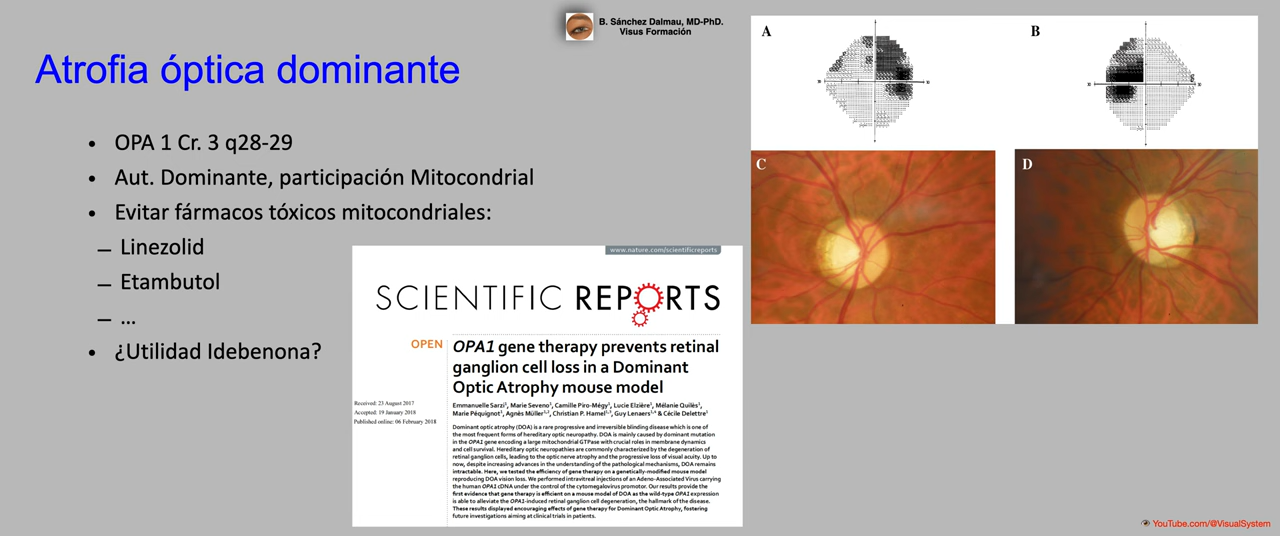 B. Sánchez Dalmau, MD-PhD.
Visus Formación
Atrofia óptica dominante
• OPA 1 Cr. 3 q28-29
• Aut. Dominante, participación Mitocondrial
• Evitar fármacos tóxicos mitocondriales:
– Linezolid
– Etambutol
– ...
• ¿Utilidad Idebenona?
www.nature.com/scientificreports
SCIENTIFIC REPORTS
OPEN
OPA1 gene therapy prevents retinal
ganglion cell loss in a Dominant
Optic Atrophy mouse model
Received: 23 August 2017
Accepted: 19 January 2018
Published online: 06 February 2018
Emmanuelle Sarzi1, Marie Seveno1, Camille Piro-Mégy1, Lucie Elzière1, Mélanie Quilès1,
Marie Péquignot1, Agnès Müller1,2, Christian P. Hamel1,3, Guy Lenaers1,4 & Cécile Delettre1
Dominant optic atrophy (DOA) is a rare progressive and irreversible blinding disease which is one of
the most frequent forms of hereditary optic neuropathy. DOA is mainly caused by dominant mutation
in the OPA1 gene encoding a large mitochondrial GTPase with crucial roles in membrane dynamics
and cell survival. Hereditary optic neuropathies are commonly characterized by the degeneration of
retinal ganglion cells, leading to the optic nerve atrophy and the progressive loss of visual acuity. Up to
now, despite increasing advances in the understanding of the pathological mechanisms, DOA remains
intractable. Here, we tested the efficiency of gene therapy on a genetically-modified mouse model
reproducing DOA vision loss. We performed intravitreal injections of an Adeno-Associated Virus carrying
the human OPA1 cDNA under the control of the cytomegalovirus promotor. Our results provide the
first evidence that gene therapy is efficient on a mouse model of DOA as the wild-type OPA1 expression
is able to alleviate the OPA1-induced retinal ganglion cell degeneration, the hallmark of the disease.
These results displayed encouraging effects of gene therapy for Dominant Optic Atrophy, fostering
future investigations aiming at clinical trials in patients.
A
B
C
D
YouTube.com/@VisualSystem